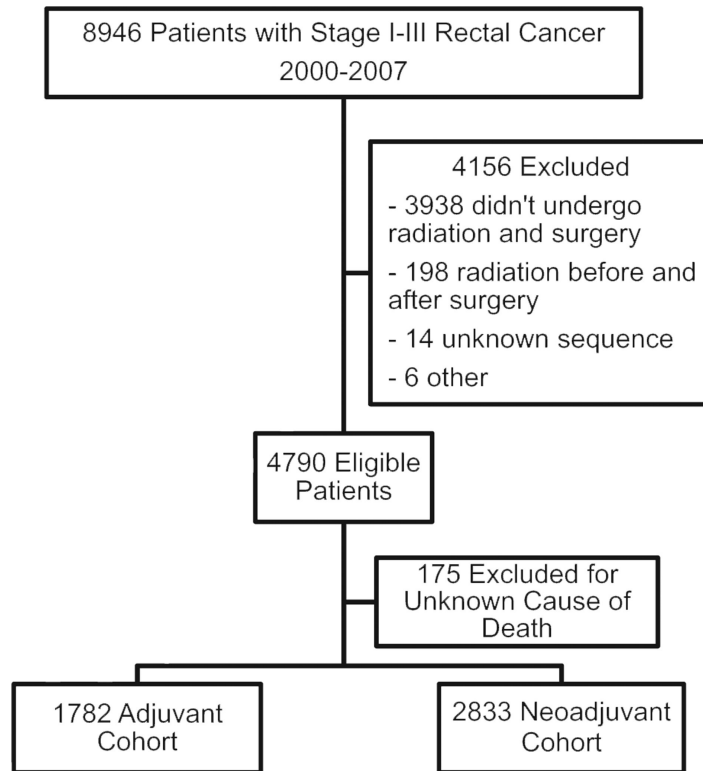 8946 Patients with Stage I-III Rectal Cancer
2000-2007
4156 Excluded
- 3938 didn't undergo
radiation and surgery
- 198 radiation before and
after surgery
- 14 unknown sequence
- 6 other
4790 Eligible
Patients
175 Excluded for
Unknown Cause of
Death
1782 Adjuvant
Cohort
2833 Neoadjuvant
Cohort